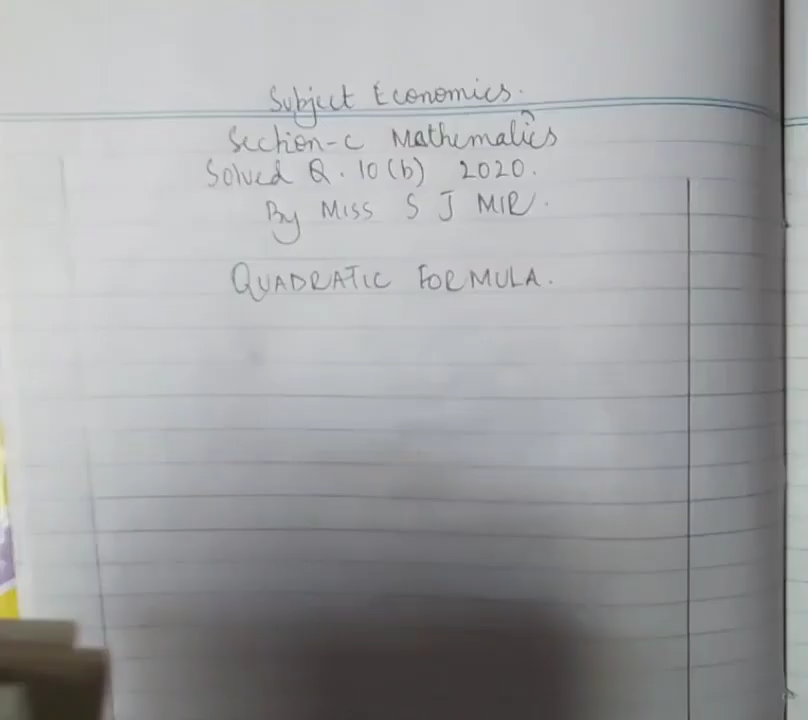 Subject Economics.
Section-C Mathematics
Solved Q. 10(b) 2020.
By Miss S J MIR.
QUADRATIC FORMULA.